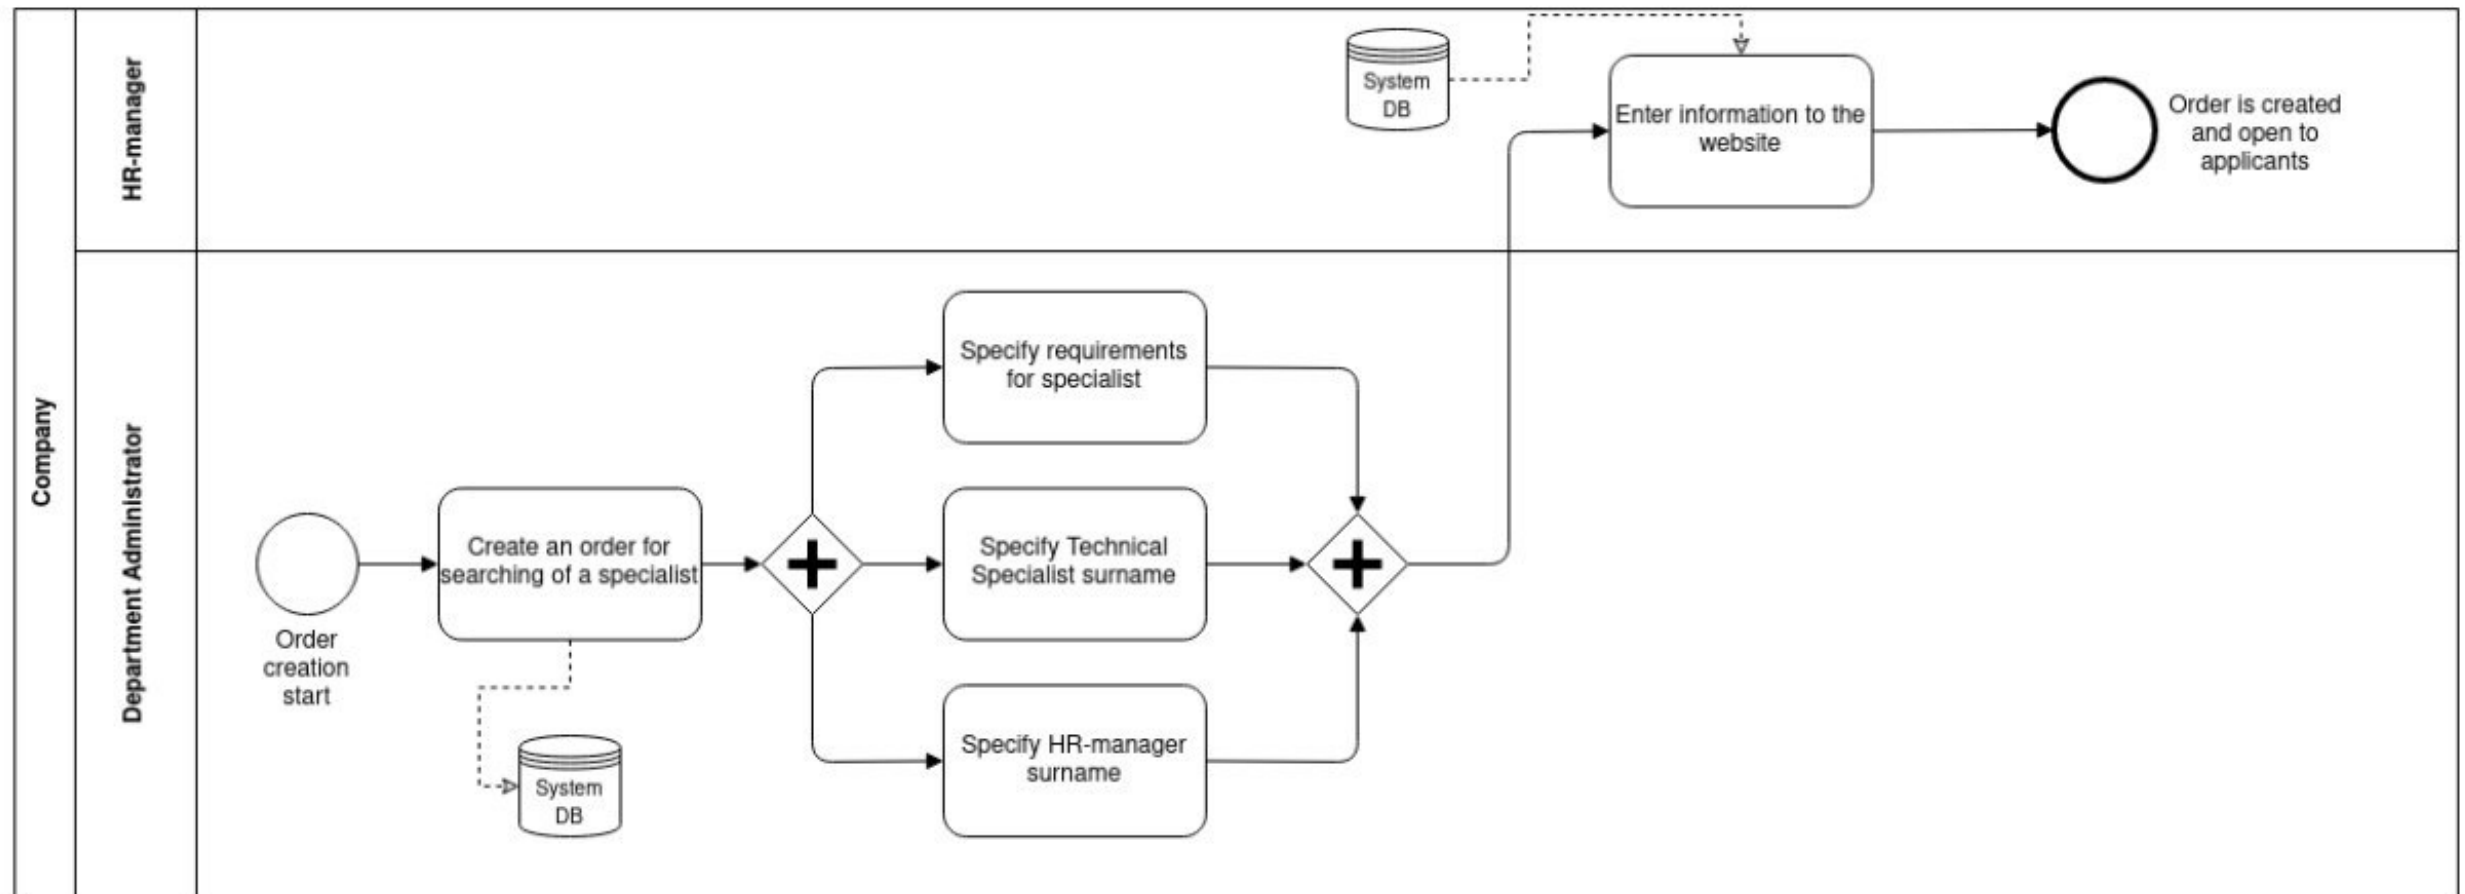 Company
HR-manager
System
DB
Enter information to the
website
Order is created
and open to
applicants
Department Administrator
Order
creation
start
Create an order for
searching of a specialist
System
DB
Specify requirements
for specialist
Specify Technical
Specialist surname
Specify HR-manager
surname